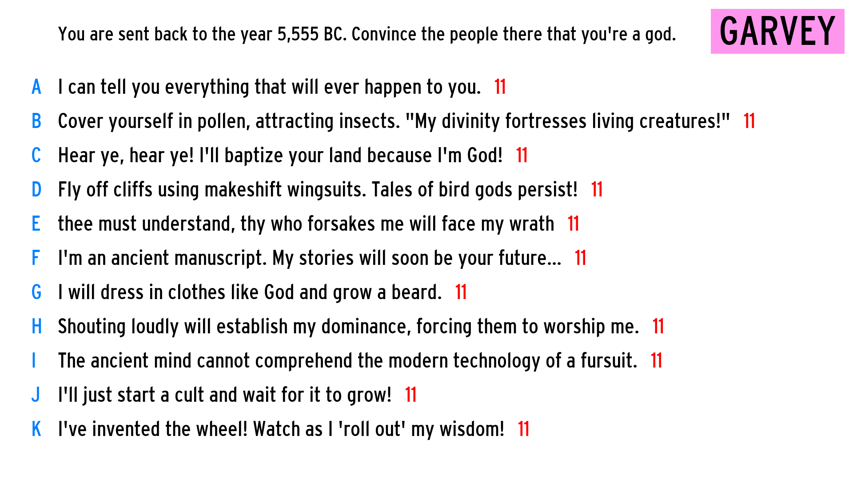 You are sent back to the year 5,555 BC. Convince the people there that you're a god.
GARVEY
A I can tell you everything that will ever happen to you. 11
B Cover yourself in pollen, attracting insects. "My divinity fortresses living creatures!" 11
C Hear ye, hear ye! I'll baptize your land because I'm God! 11
D Fly off cliffs using makeshift wingsuits. Tales of bird gods persist! 11
E thee must understand, thy who forsakes me will face my wrath 11
F I'm an ancient manuscript. My stories will soon be your future... 11
G I will dress in clothes like God and grow a beard. 11
H Shouting loudly will establish my dominance, forcing them to worship me. 11
I The ancient mind cannot comprehend the modern technology of a fursuit. 11
J I'll just start a cult and wait for it to grow! 11
K I've invented the wheel! Watch as I 'roll out' my wisdom! 11